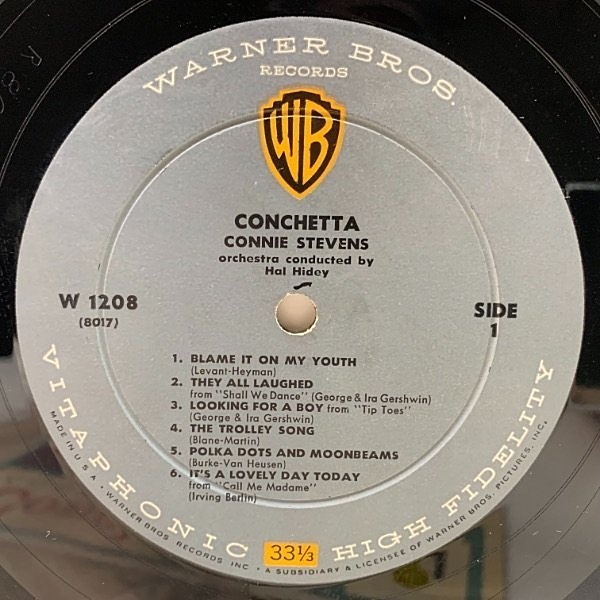 WARNER BROS.
RECORDS
WB
CONCHETTA
CONNIE STEVENS
orchestra conducted by
Hal Hidey
W 1208
(8017)
SIDE
1
1. BLAME IT ON MY YOUTH
(Levant-Heyman)
2. THEY ALL LAUGHED
from "Shall We Dance" (George & Ira Gershwin)
3. LOOKING FOR A BOY from "Tip Toes"
(George & Ira Gershwin)
4. THE TROLLEY SONG
(Blane-Martin)
5. POLKA DOTS AND MOONBEAMS
(Burke-Van Heusen)
6. IT'S A LOVELY DAY TODAY
from "Call Me Madame"
(Irving Berlin)
VITAPHONIC HIGH FIDELITY
33⅓
MADE IN U.S.A. • WARNER BROS. RECORDS INC. • A SUBSIDIARY & LICENSEE OF WARNER BROS. PICTURES, INC.